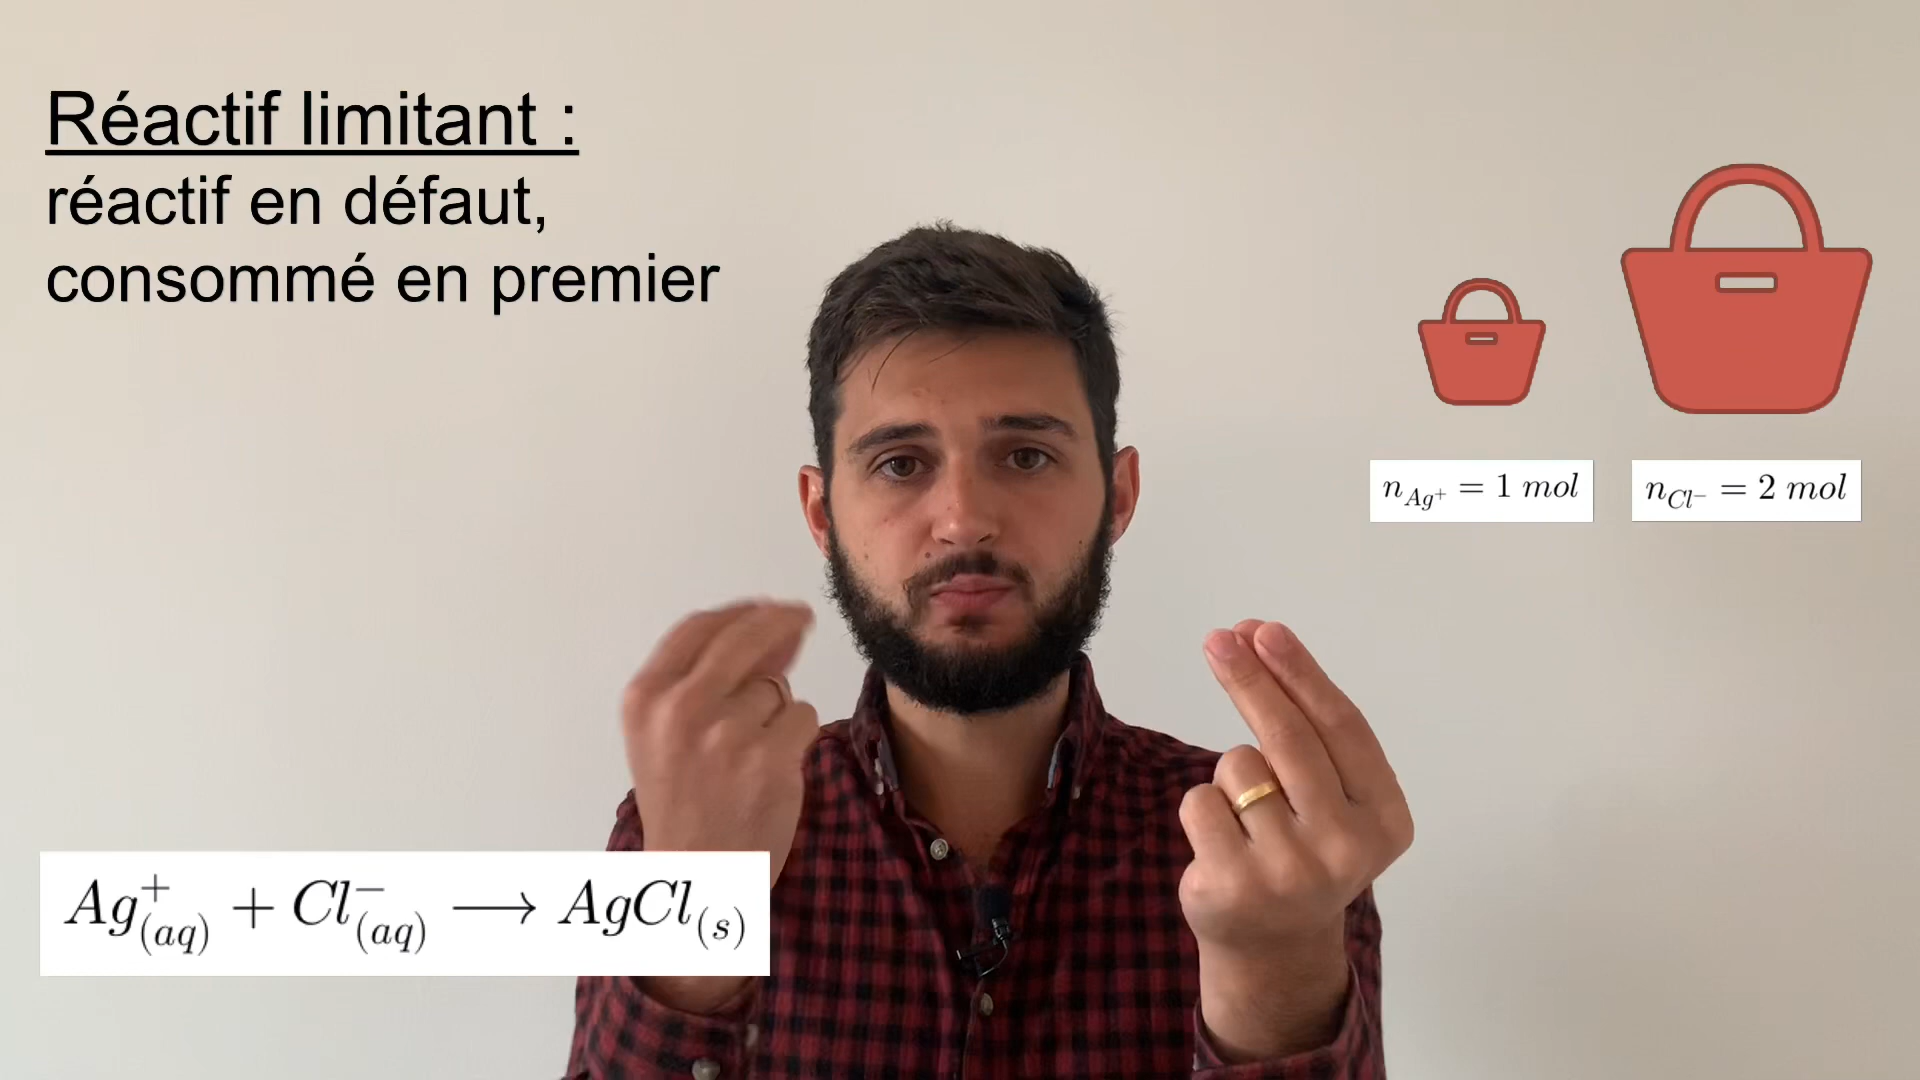 Réactif limitant :
réactif en défaut,
consommé en premier
n_{Ag^+} = 1 mol
n_{Cl^-} = 2 mol
Ag^+_{(aq)} + Cl^-_{(aq)} ⟶ AgCl_{(s)}